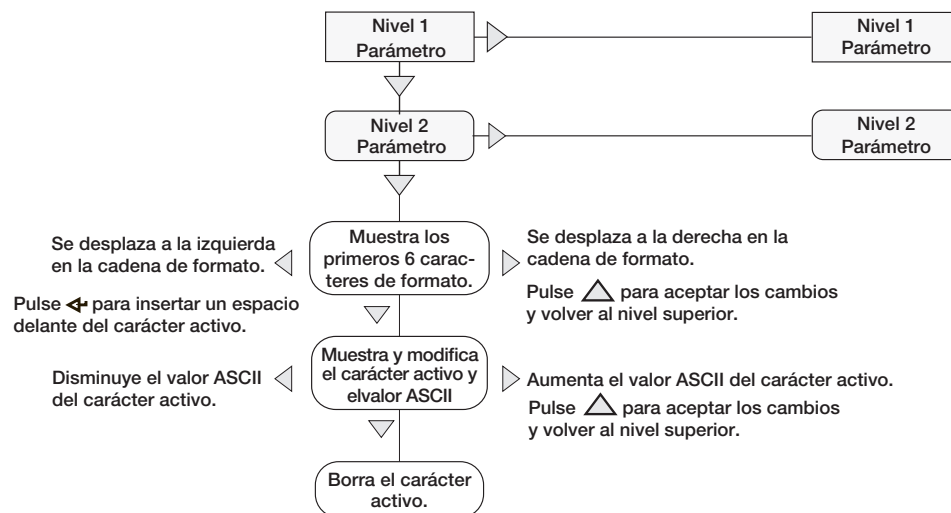 Nivel 1
Parámetro
Nivel 1
Parámetro
Nivel 2
Parámetro
Nivel 2
Parámetro
Se desplaza a la izquierda
en la cadena de formato.
Muestra los
primeros 6 carac-
teres de formato.
Se desplaza a la derecha en la
cadena de formato.
Pulse para insertar un espacio
delante del carácter activo.
Pulse para aceptar los cambios
y volver al nivel superior.
Disminuye el valor ASCII
del carácter activo.
Muestra y modifica
el carácter activo y
elvalor ASCII
Aumenta el valor ASCII del carácter activo.
Pulse para aceptar los cambios
y volver al nivel superior.
Borra el carácter
activo.